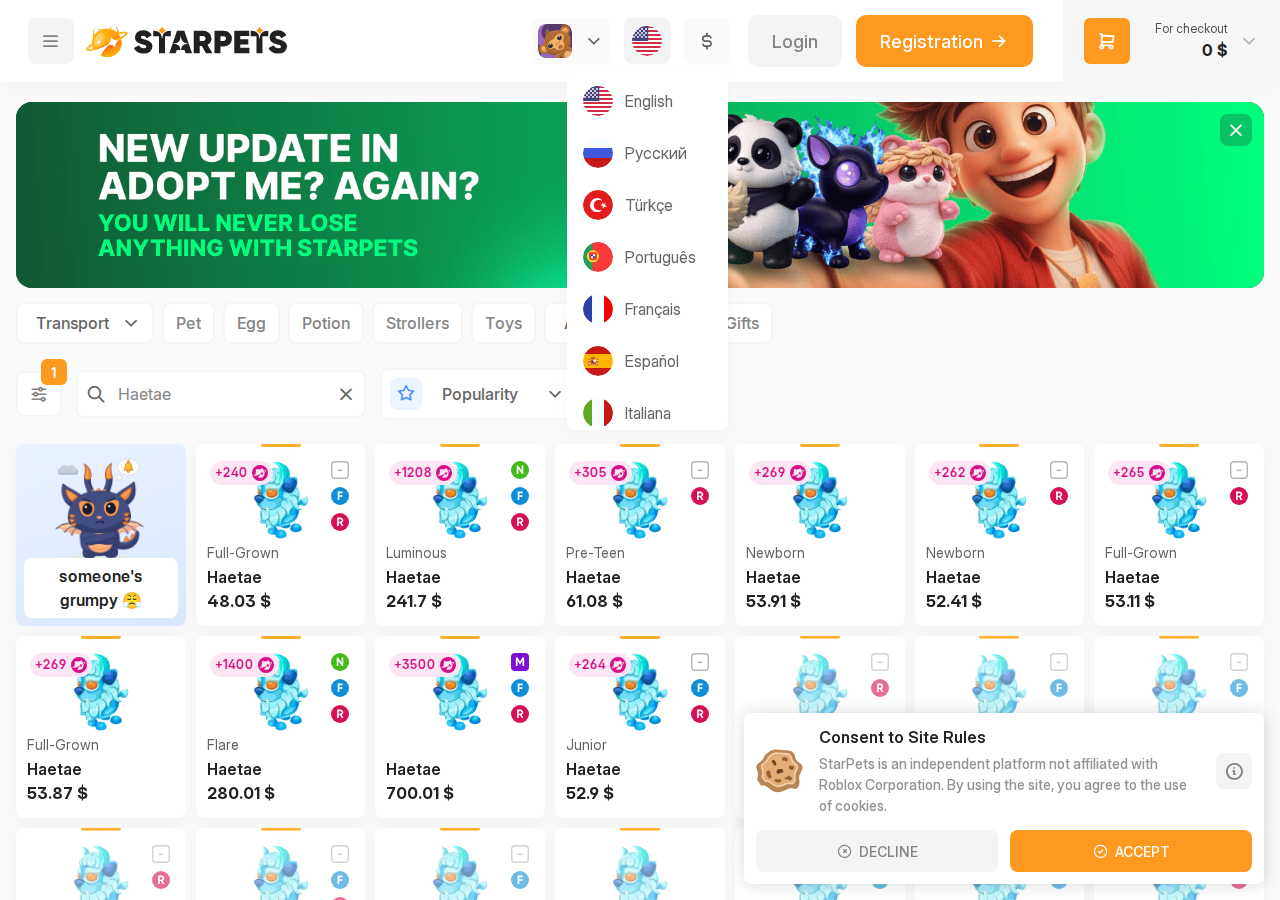 STARPETS
$
Login
Registration
For checkout
0 $
English
Русский
Türkçe
Português
Français
Español
Italiana
NEW UPDATE IN
ADOPT ME? AGAIN?
YOU WILL NEVER LOSE
ANYTHING WITH STARPETS
Transport
Pet
Egg
Potion
Strollers
Toys
Gifts
1
Haetae
Popularity
someone's
grumpy
+240
F
R
Full-Grown
Haetae
48.03 $
+1208
N
F
R
Luminous
Haetae
241.7 $
+305
R
Pre-Teen
Haetae
61.08 $
+269
Newborn
Haetae
53.91 $
+262
R
Newborn
Haetae
52.41 $
+265
R
Full-Grown
Haetae
53.11 $
+269
Full-Grown
Haetae
53.87 $
+1400
N
F
R
Flare
Haetae
280.01 $
+3500
M
F
R
Haetae
700.01 $
+264
F
R
Junior
Haetae
52.9 $
R
F
F
Consent to Site Rules
StarPets is an independent platform not affiliated with
Roblox Corporation. By using the site, you agree to the use
of cookies.
DECLINE
ACCEPT
R
F
F